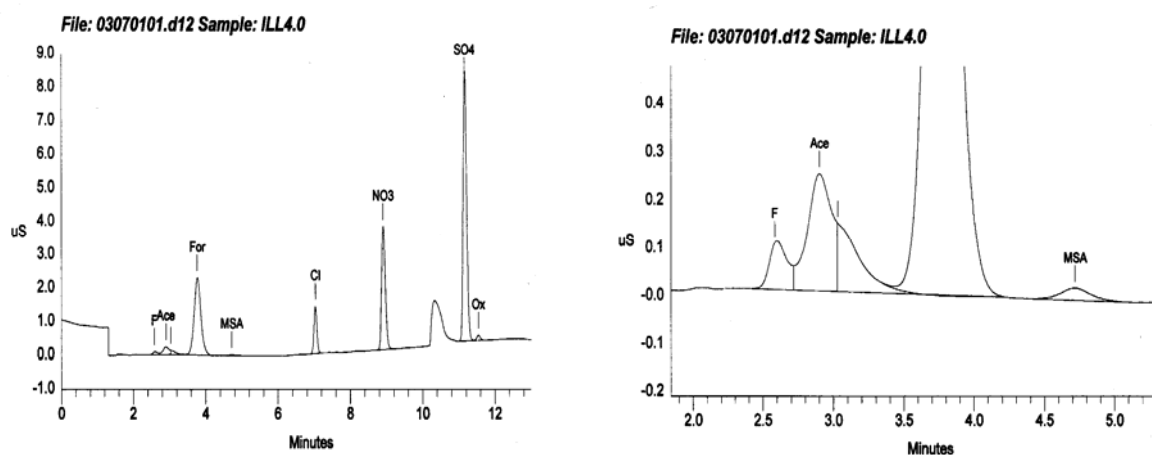 File: 03070101.d12 Sample: ILL4.0
9.0
8.0
7.0
6.0
5.0
4.0
3.0
2.0
1.0
0.0
-1.0
uS
F
Ace
For
MSA
Cl
NO3
SO4
Ox
0 2 4 6 8 10 12
Minutes
File: 03070101.d12 Sample: ILL4.0
0.4
0.3
0.2
0.1
-0.0
-0.1
-0.2
uS
F
Ace
MSA
2.0 2.5 3.0 3.5 4.0 4.5 5.0
Minutes